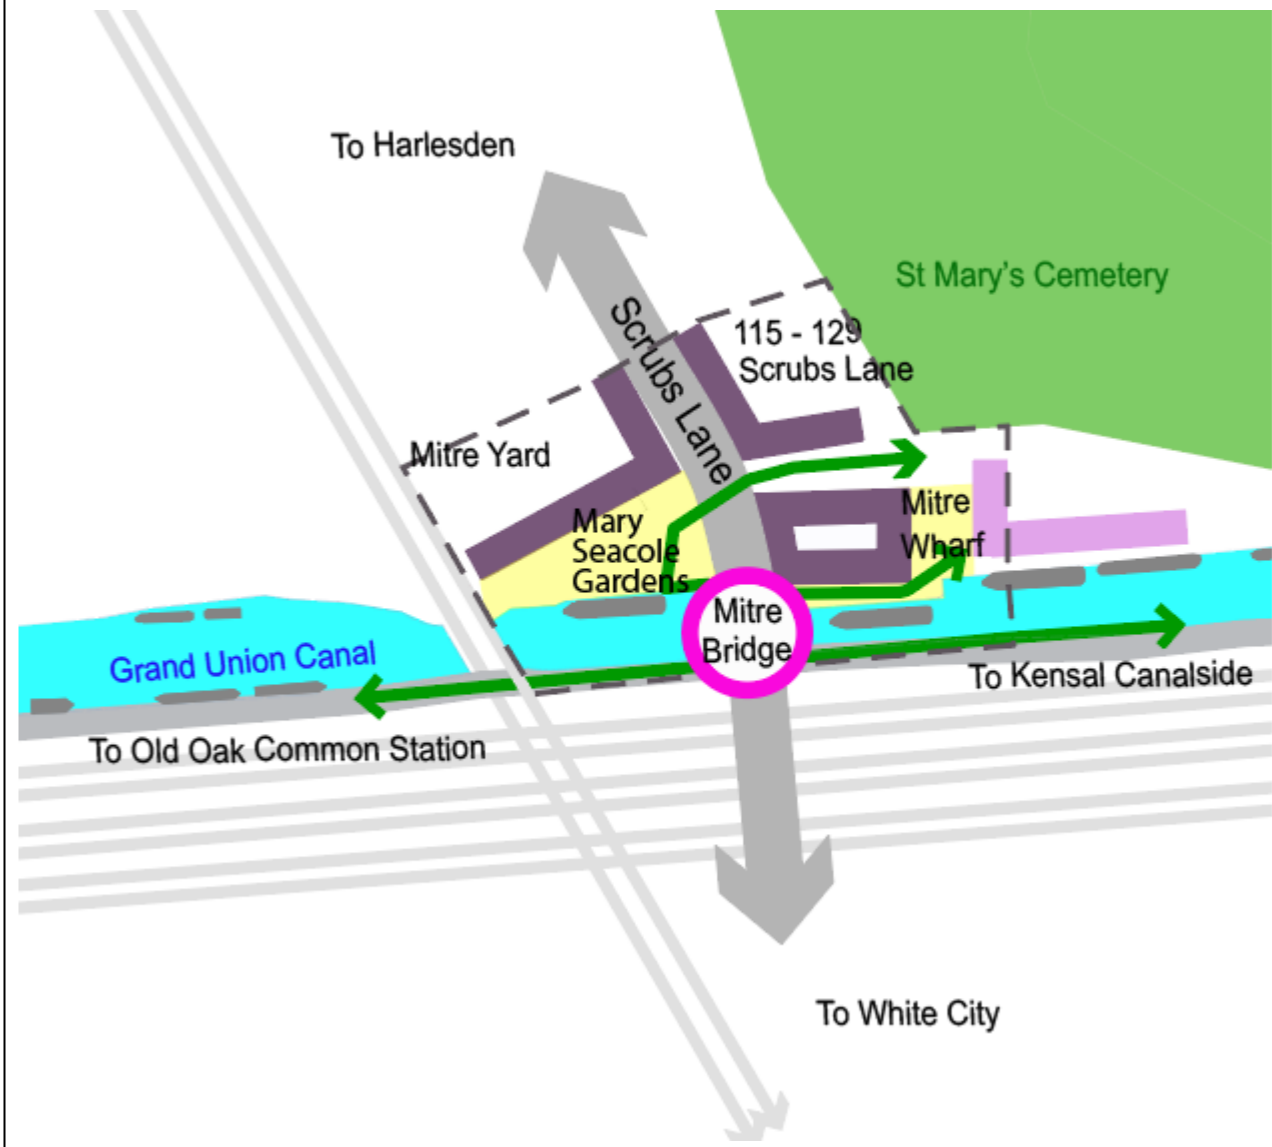 To Harlesden
St Mary's Cemetery
Scrubs Lane
115 - 129
Scrubs Lane
Mitre Yard
Mary
Seacole
Gardens
Mitre
Wharf
Mitre
Bridge
Grand Union Canal
To Kensal Canalside
To Old Oak Common Station
To White City